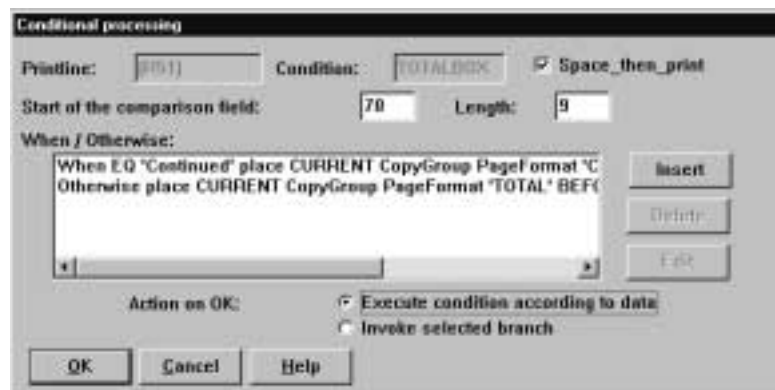 Conditional processing
Printline: Condition: TOTALBOX Space_then_print
Start of the comparison field: 70 Length: 9
When / Otherwise:
When EQ 'Continued' place CURRENT CopyGroup PageFormat 'C
Otherwise place CURRENT CopyGroup PageFormat 'TOTAL' BEFO
Insert
Delete
Edit
Action on OK: Execute condition according to data
Invoke selected branch
OK Cancel Help